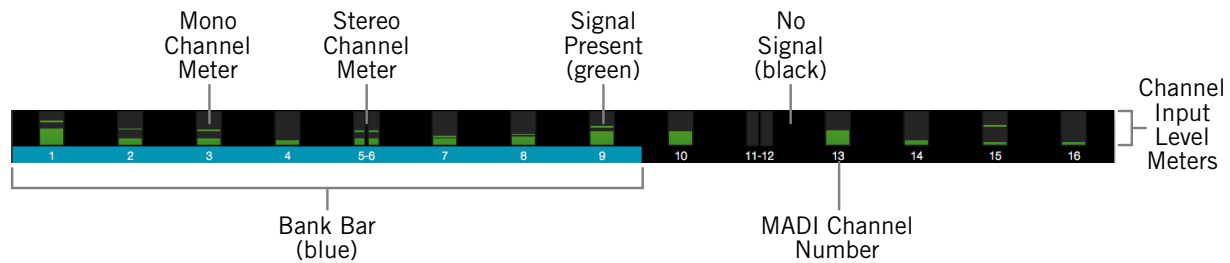 Mono
Channel
Meter
Stereo
Channel
Meter
Signal
Present
(green)
No
Signal
(black)
Channel
Input
Level
Meters
1 2 3 4 5-6 7 8 9 10 11-12 13 14 15 16
Bank Bar
(blue)
MADI Channel
Number